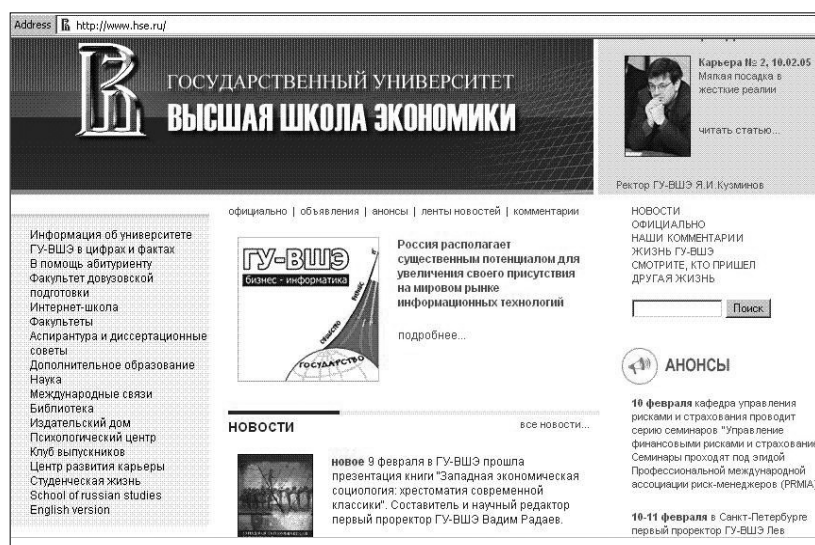 Address http://www.hse.ru/
ГОСУДАРСТВЕННЫЙ УНИВЕРСИТЕТ
ВЫСШАЯ ШКОЛА ЭКОНОМИКИ
Карьера № 2, 10.02.05
Мягкая посадка в
жесткие реалии
читать статью...
Ректор ГУ-ВШЭ Я.И.Кузминов
официально | объявления | анонсы | ленты новостей | комментарии
Информация об университете
ГУ-ВШЭ в цифрах и фактах
В помощь абитуриенту
Факультет довузовской
подготовки
Интернет-школа
Факультеты
Аспирантура и диссертационные
советы
Дополнительное образование
Наука
Международные связи
Библиотека
Издательский дом
Психологический центр
Клуб выпускников
Центр развития карьеры
Студенческая жизнь
School of russian studies
English version
ГУ-ВШЭ
бизнес - информатика
ОБЩЕСТВО
БИЗНЕС
ГОСУДАРСТВО
Россия располагает
существенным потенциалом для
увеличения своего присутствия
на мировом рынке
информационных технологий
подробнее...
НОВОСТИ
все новости...
новое 9 февраля в ГУ-ВШЭ прошла
презентация книги "Западная экономическая
социология: хрестоматия современной
классики". Составитель и научный редактор
первый проректор ГУ-ВШЭ Вадим Радаев.
НОВОСТИ
ОФИЦИАЛЬНО
НАШИ КОММЕНТАРИИ
ЖИЗНЬ ГУ-ВШЭ
СМОТРИТЕ, КТО ПРИШЕЛ
ДРУГАЯ ЖИЗНЬ
Поиск
АНОНСЫ
10 февраля кафедра управления
рисками и страхования проводит
серию семинаров "Управление
финансовыми рисками и страховани
Семинары проходят под эгидой
Профессиональной международной
ассоциации риск-менеджеров (PRMIA)
10-11 февраля в Санкт-Петербурге
первый проректор ГУ-ВШЭ Лев